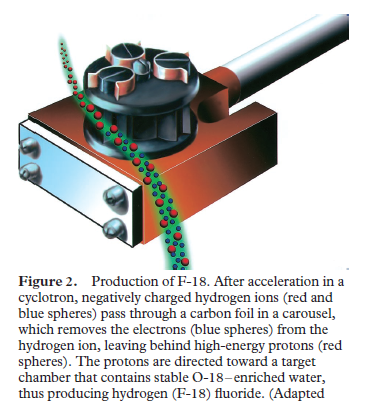 Figure 2. Production of F-18. After acceleration in a
cyclotron, negatively charged hydrogen ions (red and
blue spheres) pass through a carbon foil in a carousel,
which removes the electrons (blue spheres) from the
hydrogen ion, leaving behind high-energy protons (red
spheres). The protons are directed toward a target
chamber that contains stable O-18–enriched water,
thus producing hydrogen (F-18) fluoride. (Adapted